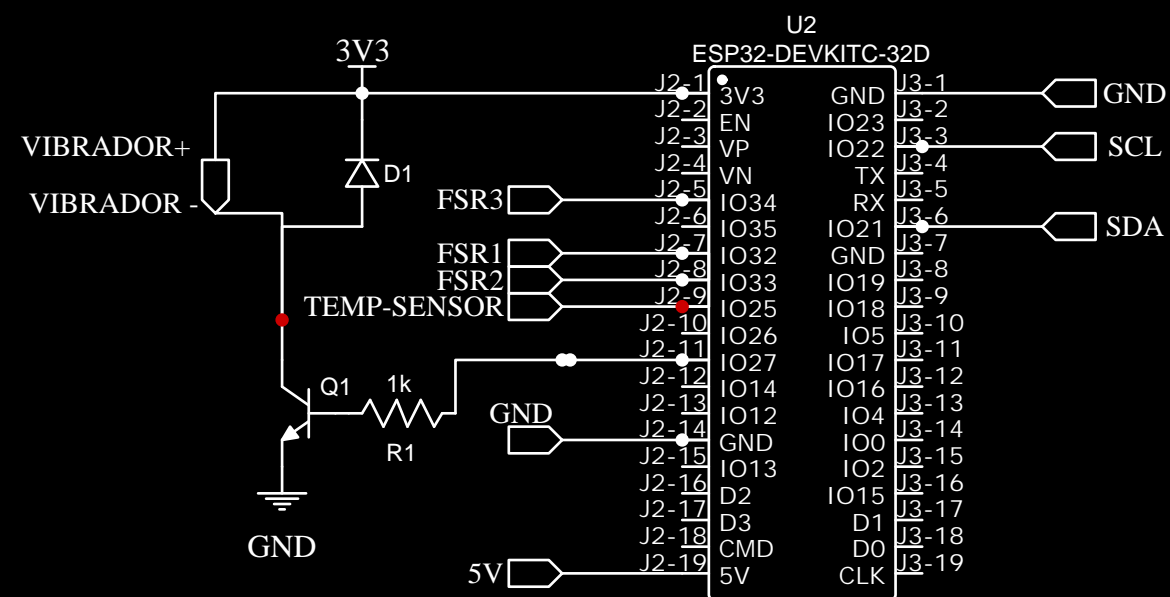 U2
ESP32-DEVKITC-32D
3V3
VIBRADOR+
VIBRADOR -
D1
FSR3
FSR1
FSR2
TEMP-SENSOR
Q1
1k
R1
GND
GND
5V
J2-1 3V3
J2-2 EN
J2-3 VP
J2-4 VN
J2-5 IO34
J2-6 IO35
J2-7 IO32
J2-8 IO33
J2-9 IO25
J2-10 IO26
J2-11 IO27
J2-12 IO14
J2-13 IO12
J2-14 GND
J2-15 IO13
J2-16 D2
J2-17 D3
J2-18 CMD
J2-19 5V
GND J3-1 GND
IO23 J3-2
IO22 J3-3 SCL
TX J3-4
RX J3-5
IO21 J3-6 SDA
GND J3-7
IO19 J3-8
IO18 J3-9
IO5 J3-10
IO17 J3-11
IO16 J3-12
IO4 J3-13
IO0 J3-14
IO2 J3-15
IO15 J3-16
D1 J3-17
D0 J3-18
CLK J3-19